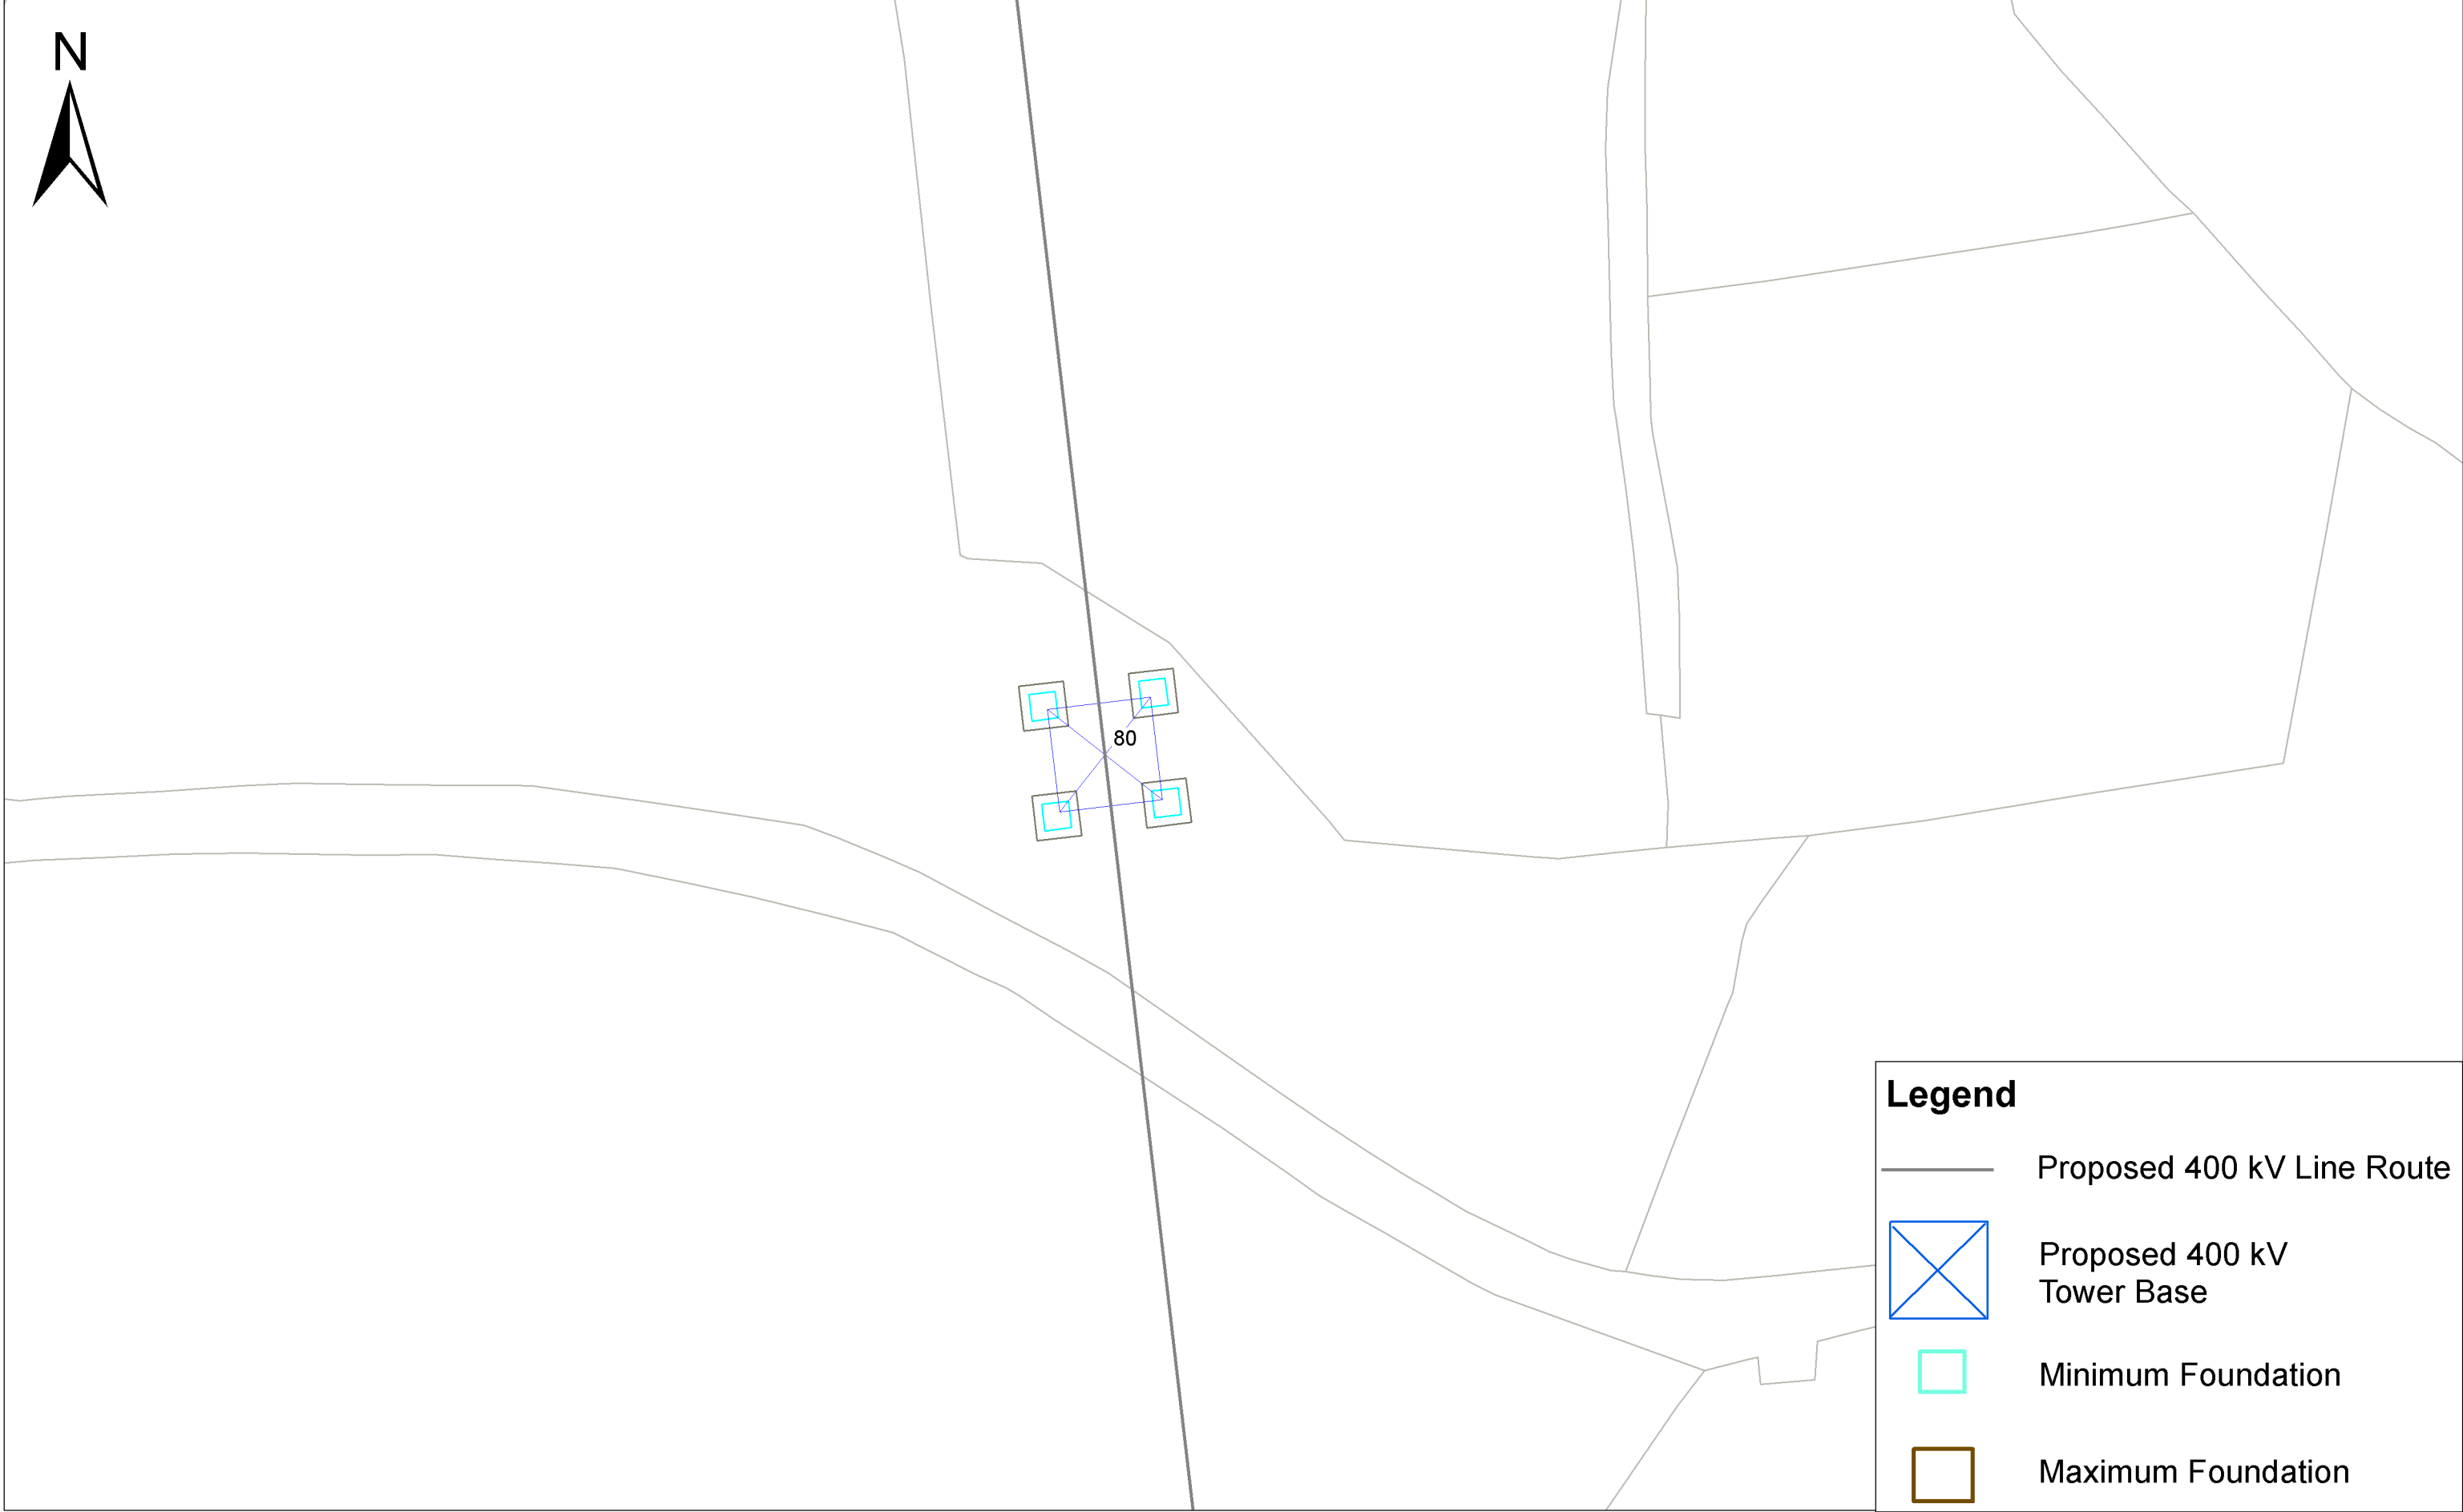 N
80
Legend
Proposed 400 kV Line Route
Proposed 400 kV
Tower Base
Minimum Foundation
Maximum Foundation